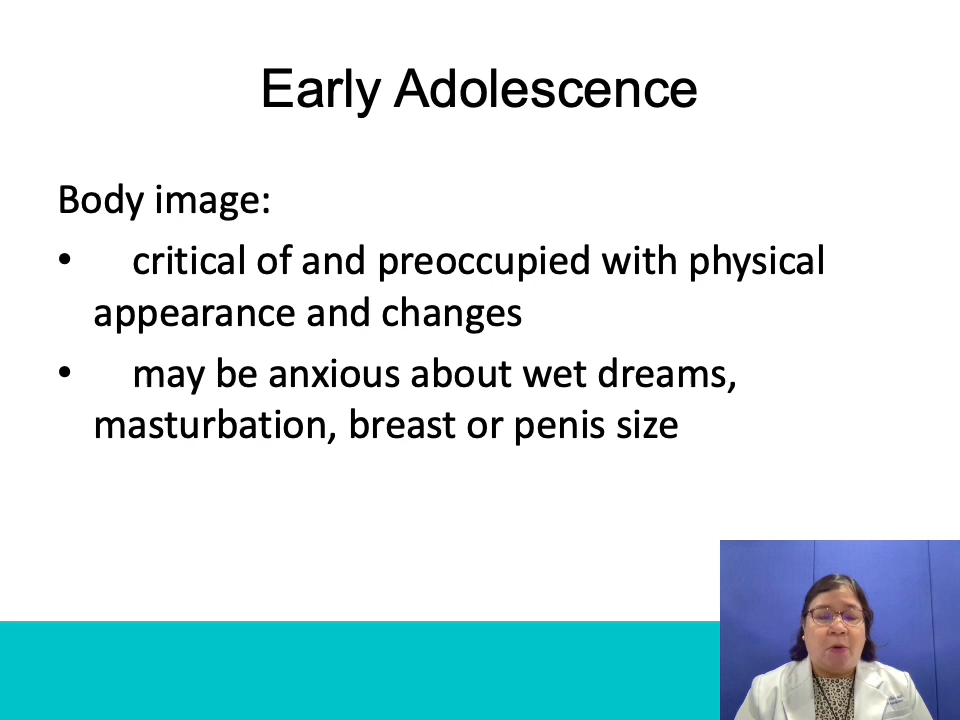 Early Adolescence
Body image:
• critical of and preoccupied with physical
appearance and changes
• may be anxious about wet dreams,
masturbation, breast or penis size